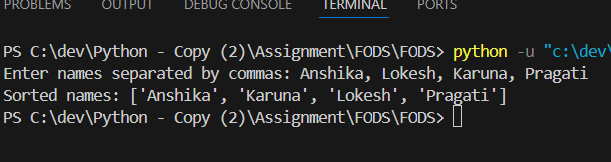 PROBLEMS OUTPUT DEBUG CONSOLE TERMINAL PORTS
PS C:\dev\Python - Copy (2)\Assignment\FODS\FODS> python -u "c:\dev\
Enter names separated by commas: Anshika, Lokesh, Karuna, Pragati
Sorted names: ['Anshika', 'Karuna', 'Lokesh', 'Pragati']
PS C:\dev\Python - Copy (2)\Assignment\FODS\FODS>